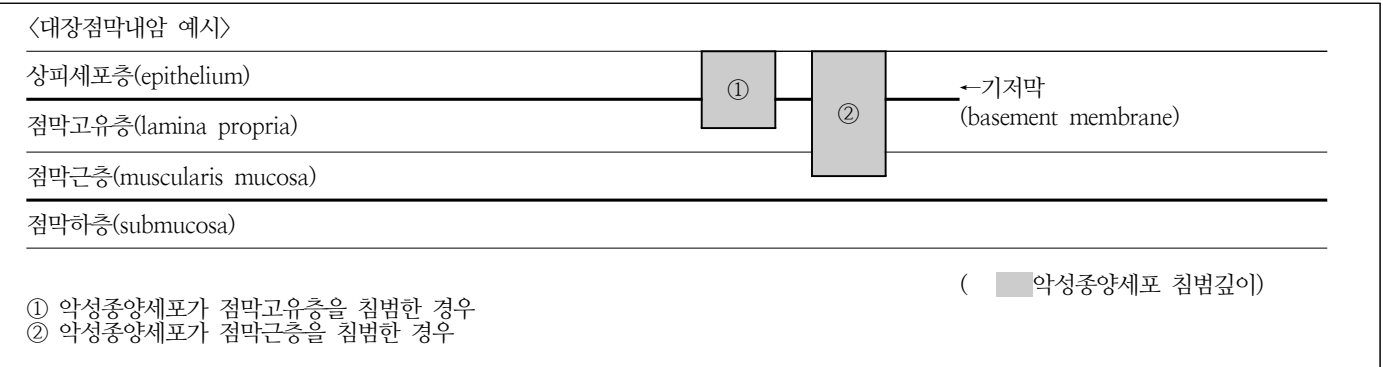 〈대장점막내암 예시〉
상피세포층(epithelium)
①
←기저막
(basement membrane)
②
점막고유층(lamina propria)
점막근층(muscularis mucosa)
점막하층(submucosa)
( 악성종양세포 침범깊이)
① 악성종양세포가 점막고유층을 침범한 경우
② 악성종양세포가 점막근층을 침범한 경우